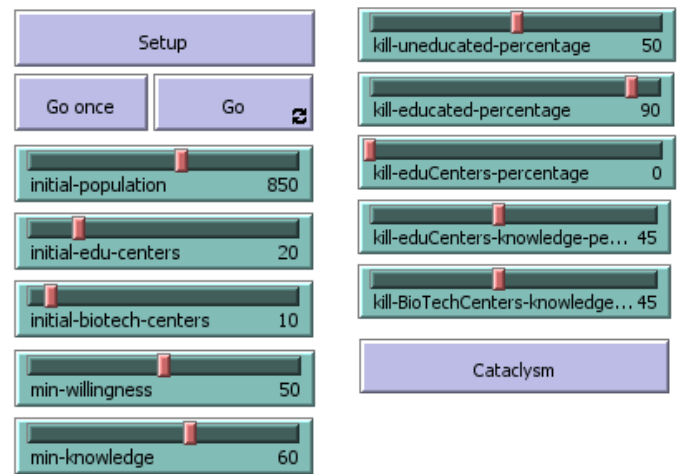 Setup
Go once
Go
initial-population 850
initial-edu-centers 20
initial-biotech-centers 10
min-willingness 50
min-knowledge 60
kill-uneducated-percentage 50
kill-educated-percentage 90
kill-eduCenters-percentage 0
kill-eduCenters-knowledge-pe... 45
kill-BioTechCenters-knowledge... 45
Cataclysm